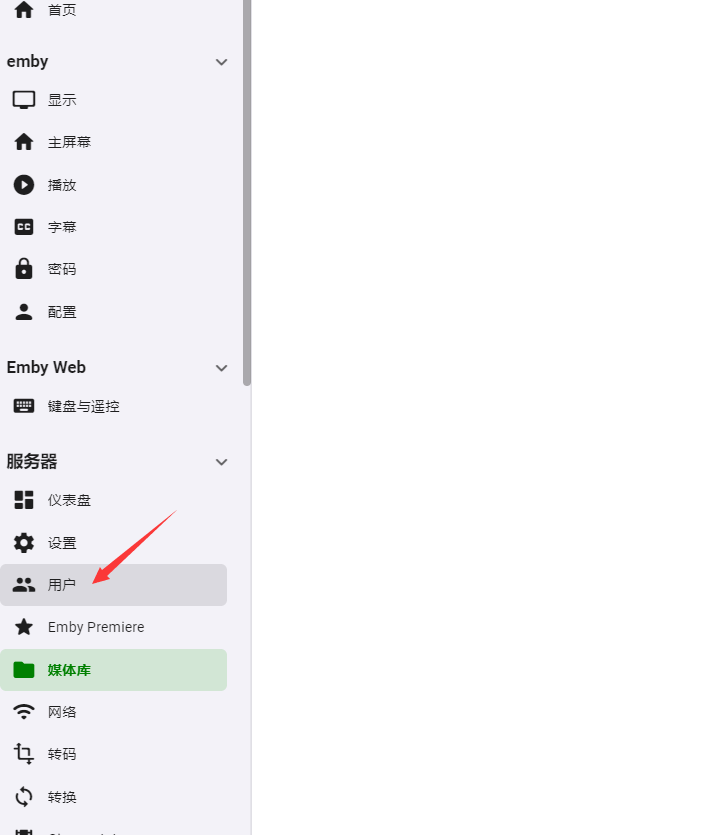 首页
emby
显示
主屏幕
播放
字幕
密码
配置
Emby Web
键盘与遥控
服务器
仪表盘
设置
用户
Emby Premiere
媒体库
网络
转码
转换